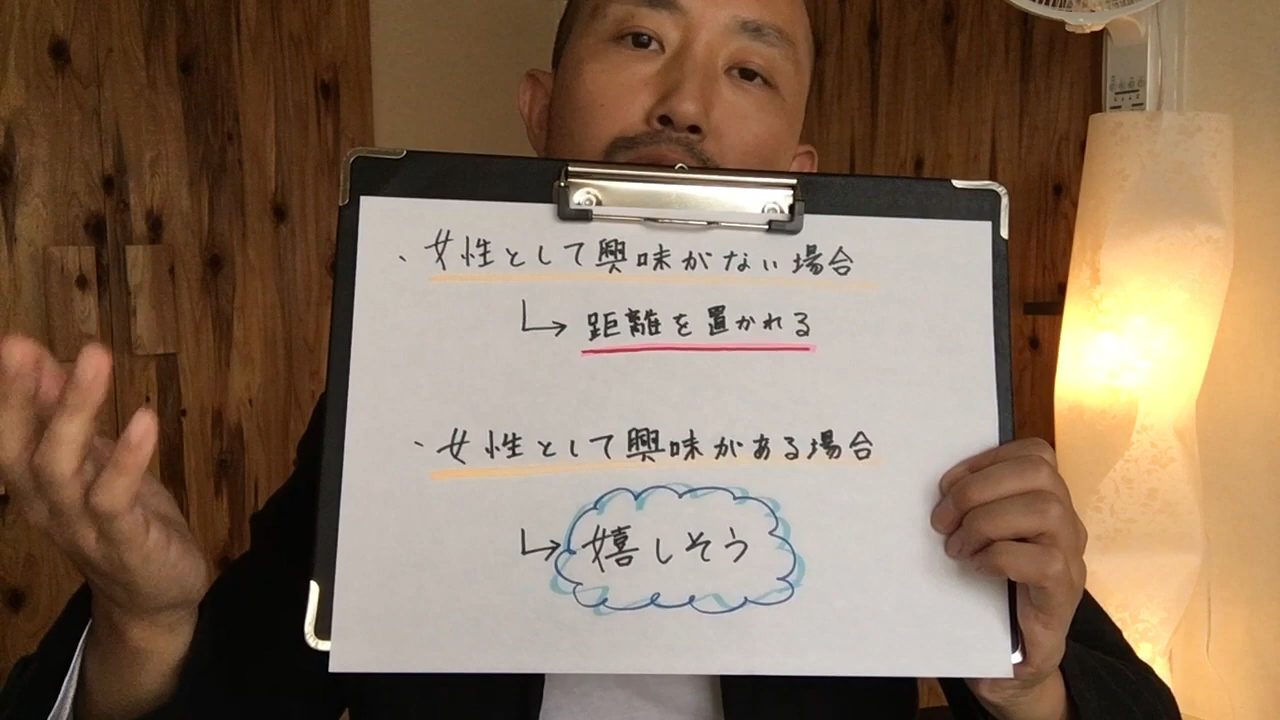 ・女性として興味がない場合
↳ 距離を置かれる
・女性として興味がある場合
↳ 嬉しそう